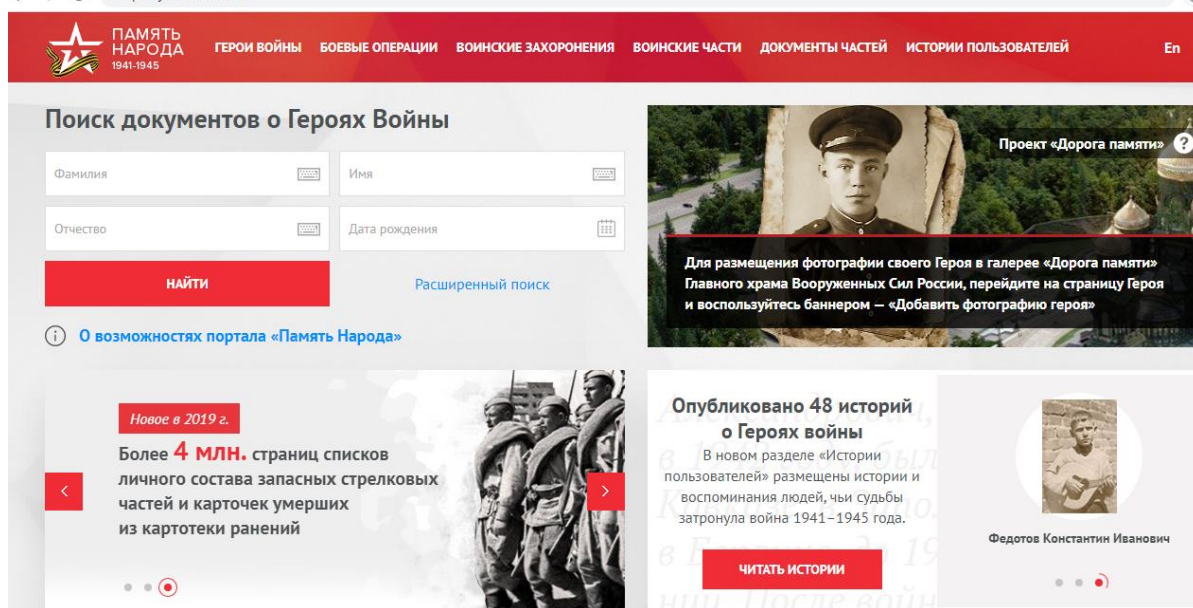 ПАМЯТЬ
НАРОДА
1941-1945
ГЕРОИ ВОЙНЫ БОЕВЫЕ ОПЕРАЦИИ ВОИНСКИЕ ЗАХОРОНЕНИЯ ВОИНСКИЕ ЧАСТИ ДОКУМЕНТЫ ЧАСТЕЙ ИСТОРИИ ПОЛЬЗОВАТЕЛЕЙ En
Поиск документов о Героях Войны
Фамилия Имя
Отчество Дата рождения
НАЙТИ Расширенный поиск
О возможностях портала «Память Народа»
Проект «Дорога памяти» ?
Для размещения фотографии своего Героя в галерее «Дорога памяти»
Главного храма Вооруженных Сил России, перейдите на страницу Героя
и воспользуйтесь баннером — «Добавить фотографию героя»
Новое в 2019 г.
Более 4 млн. страниц списков
личного состава запасных стрелковых
частей и карточек умерших
из картотеки ранений
Опубликовано 48 историй
о Героях войны
В новом разделе «Истории
пользователей» размещены истории и
воспоминания людей, чьи судьбы
затронула война 1941–1945 года.
ЧИТАТЬ ИСТОРИИ
Федотов Константин Иванович